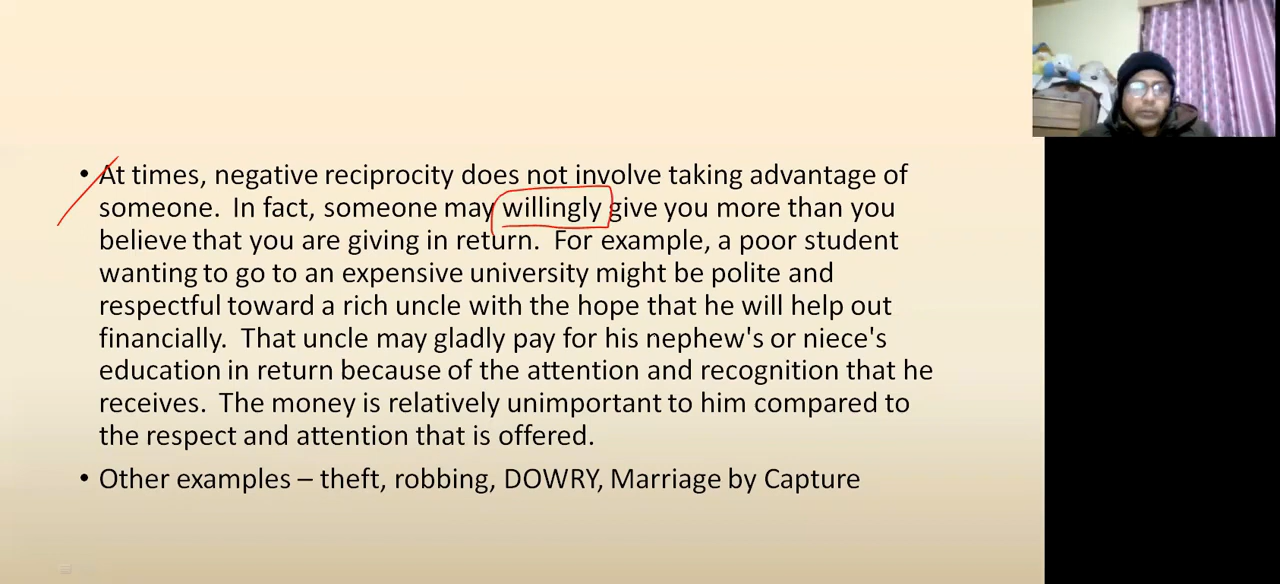 • At times, negative reciprocity does not involve taking advantage of
someone.  In fact, someone may willingly give you more than you
believe that you are giving in return.  For example, a poor student
wanting to go to an expensive university might be polite and
respectful toward a rich uncle with the hope that he will help out
financially.  That uncle may gladly pay for his nephew's or niece's
education in return because of the attention and recognition that he
receives.  The money is relatively unimportant to him compared to
the respect and attention that is offered.
• Other examples – theft, robbing, DOWRY, Marriage by Capture